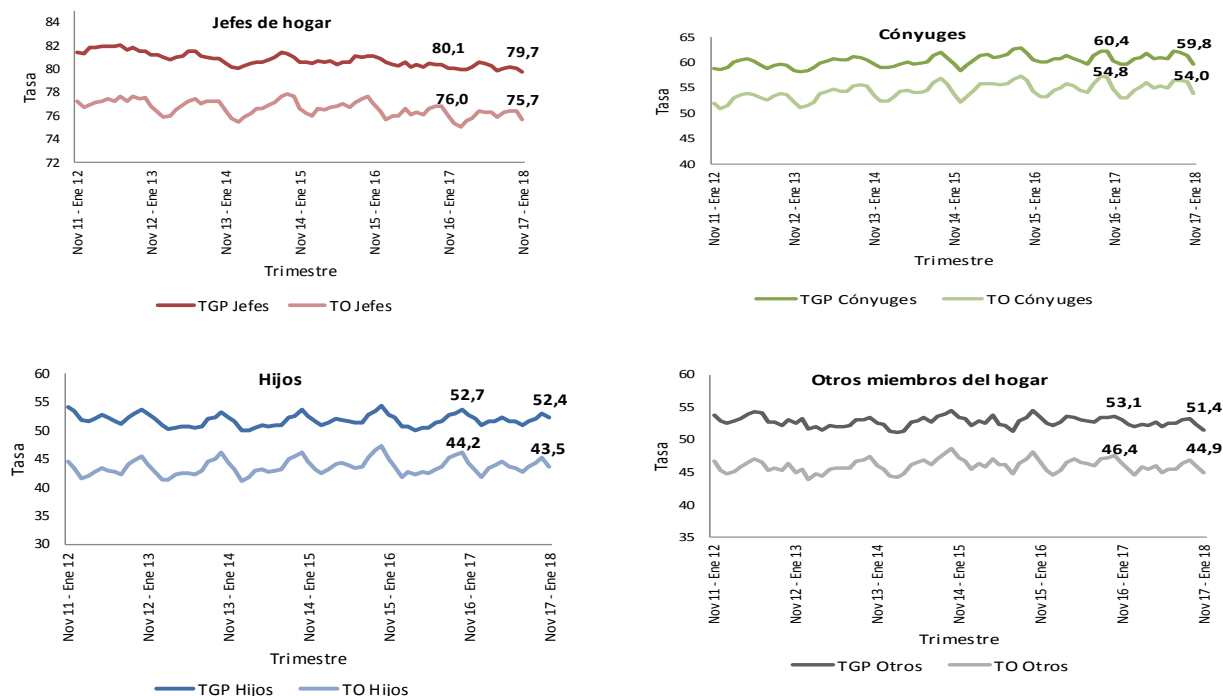 Jefes de hogar
84
82
80
78
76
74
72
Tasa
80,1
79,7
76,0
75,7
Nov 11 - Ene 12
Nov 12 - Ene 13
Nov 13 - Ene 14
Nov 14 - Ene 15
Nov 15 - Ene 16
Nov 16 - Ene 17
Nov 17 - Ene 18
Trimestre
TGP Jefes TO Jefes
Cónyuges
65
60
55
50
45
40
Tasa
60,4
59,8
54,8
54,0
Nov 11 - Ene 12
Nov 12 - Ene 13
Nov 13 - Ene 14
Nov 14 - Ene 15
Nov 15 - Ene 16
Nov 16 - Ene 17
Nov 17 - Ene 18
Trimestre
TGP Cónyuges TO Cónyuges
Hijos
60
55
50
45
40
35
30
Tasa
52,7
52,4
44,2
43,5
Nov 11 - Ene 12
Nov 12 - Ene 13
Nov 13 - Ene 14
Nov 14 - Ene 15
Nov 15 - Ene 16
Nov 16 - Ene 17
Nov 17 - Ene 18
Trimestre
TGP Hijos TO Hijos
Otros miembros del hogar
60
55
50
45
40
35
Tasa
53,1
51,4
46,4
44,9
Nov 11 - Ene 12
Nov 12 - Ene 13
Nov 13 - Ene 14
Nov 14 - Ene 15
Nov 15 - Ene 16
Nov 16 - Ene 17
Nov 17 - Ene 18
Trimestre
TGP Otros TO Otros